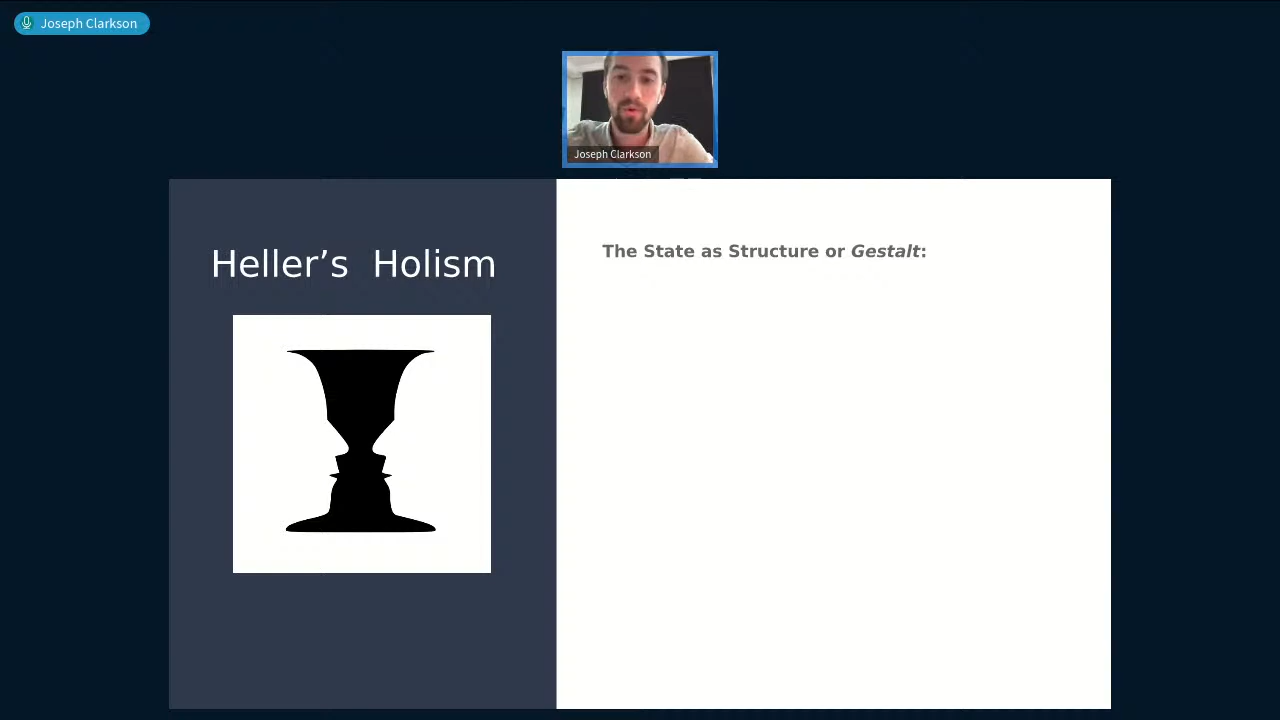 Joseph Clarkson
Joseph Clarkson
Heller’s Holism
The State as Structure or Gestalt: